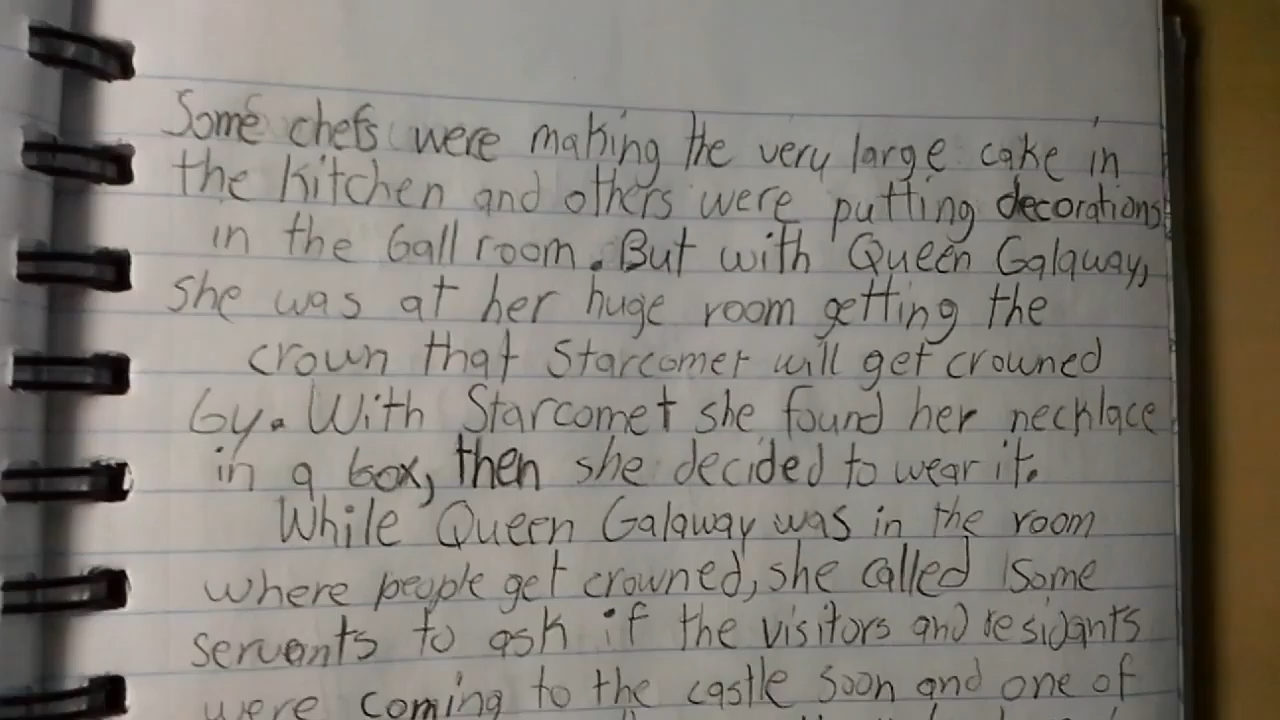 Some chefs were making the very large cake in
the kitchen and others were putting decorations
in the ball room. But with Queen Galaway,
she was at her huge room getting the
crown that Starcomet will get crowned
by. With Starcomet she found her necklace
in a box, then she decided to wear it.
While Queen Galaway was in the room
where people get crowned, she called some
servants to ask if the visitors and residants
were coming to the castle soon and one of